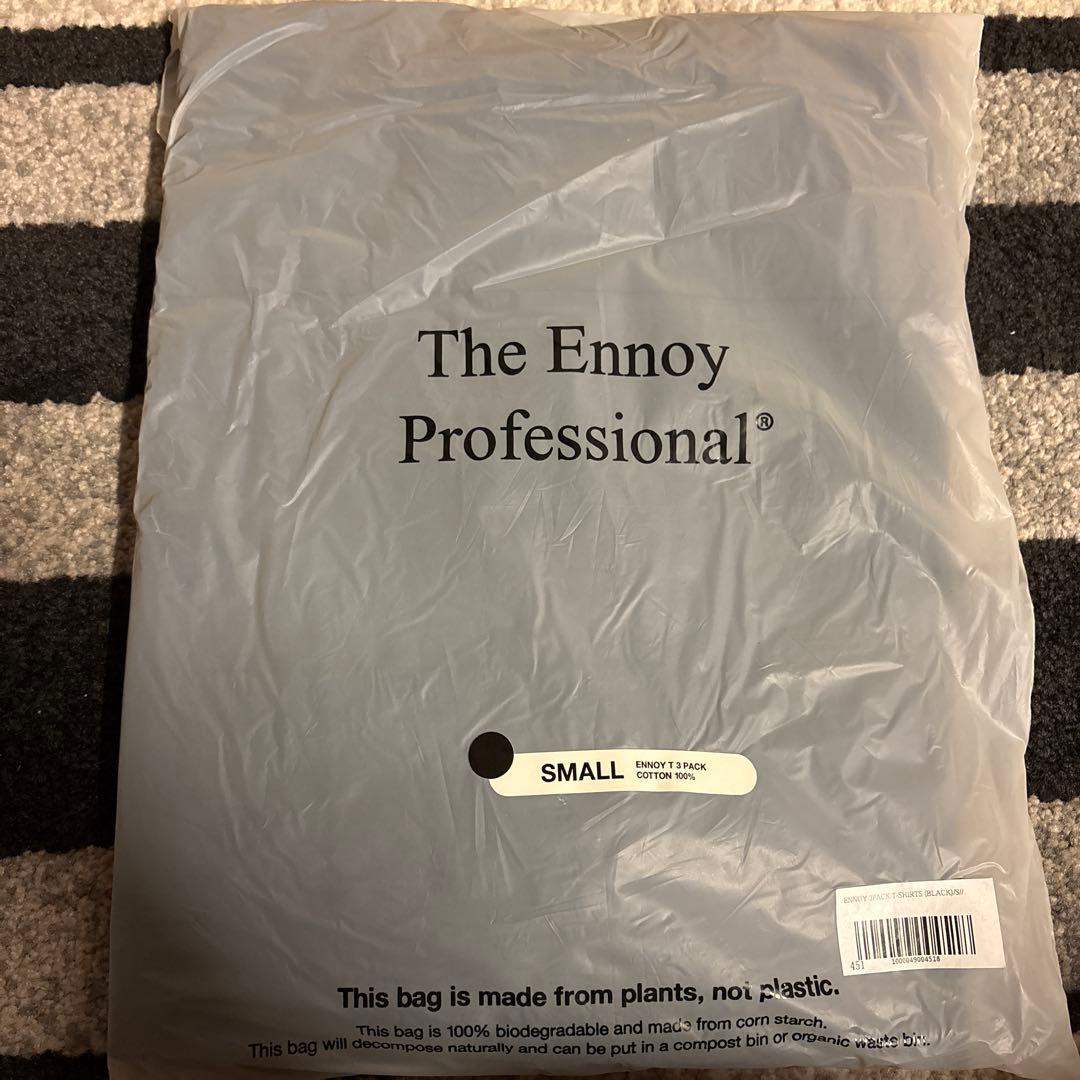 The Ennoy
Professional®
SMALL
ENNOY T 3 PACK
COTTON 100%
ENNOY 3PACK T-SHIRTS (BLACK)/S//
451
1000049004518
This bag is made from plants, not plastic.
This bag is 100% biodegradable and made from corn starch.
This bag will decompose naturally and can be put in a compost bin or organic waste bin.